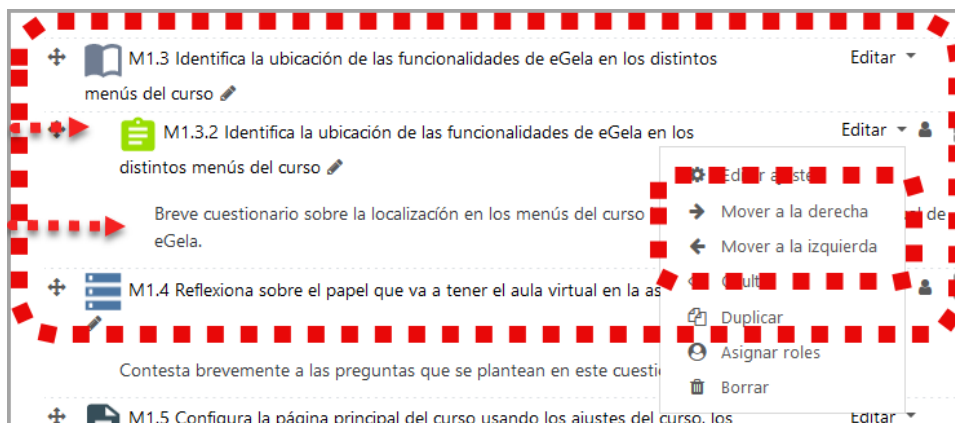 M1.3 Identifica la ubicación de las funcionalidades de eGela en los distintos Editar
menús del curso
M1.3.2 Identifica la ubicación de las funcionalidades de eGela en los Editar
distintos menús del curso
Editar ajustes
Breve cuestionario sobre la localizacíón en los menús del curso de
eGela.
Mover a la derecha
Mover a la izquierda
M1.4 Reflexiona sobre el papel que va a tener el aula virtual en la as
Duplicar
Asignar roles
Contesta brevemente a las preguntas que se plantean en este cuesti
Borrar
M1.5 Configura la página principal del curso usando los ajustes del curso, los Editar